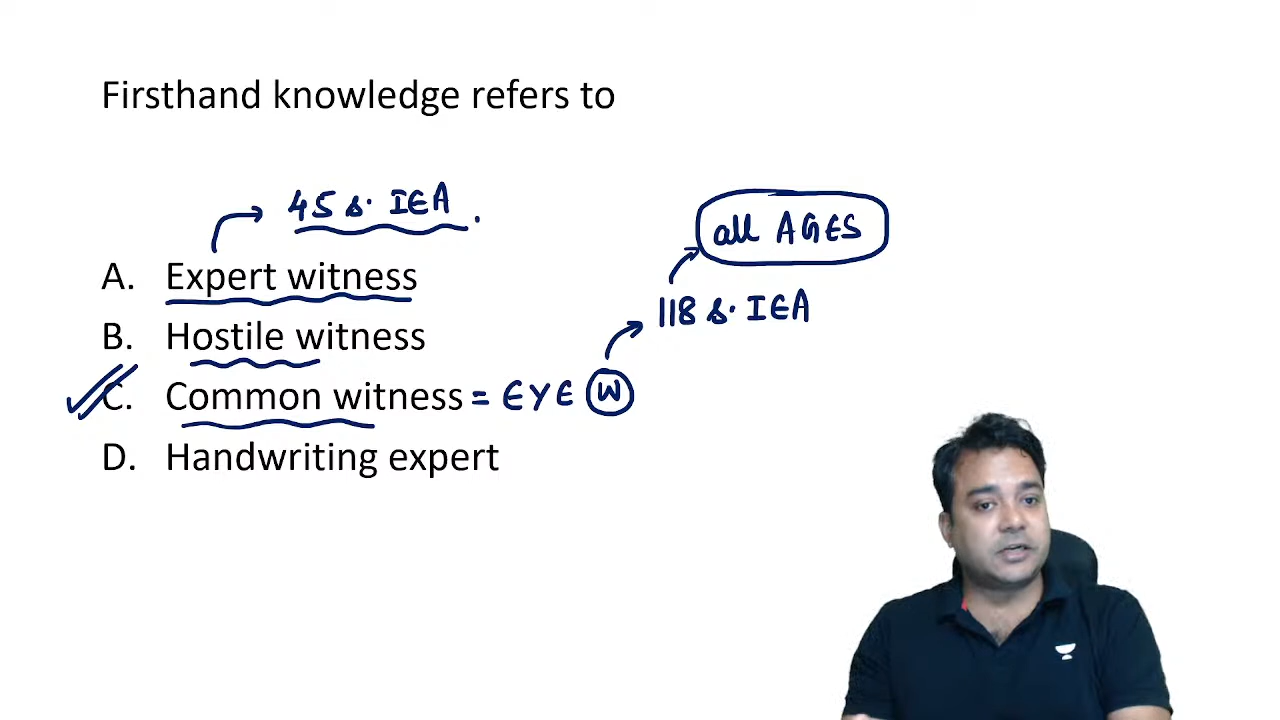 Firsthand knowledge refers to
45 s. IEA.
all AGES
A. Expert witness
118 s. IEA
B. Hostile witness
C. Common witness = EYE W
D. Handwriting expert